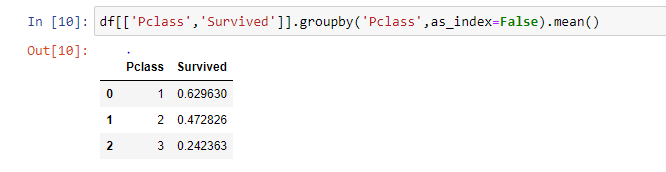 In [10]: df[['Pclass','Survived']].groupby('Pclass',as_index=False).mean()
Out[10]:
Pclass Survived
0 1 0.629630
1 2 0.472826
2 3 0.242363